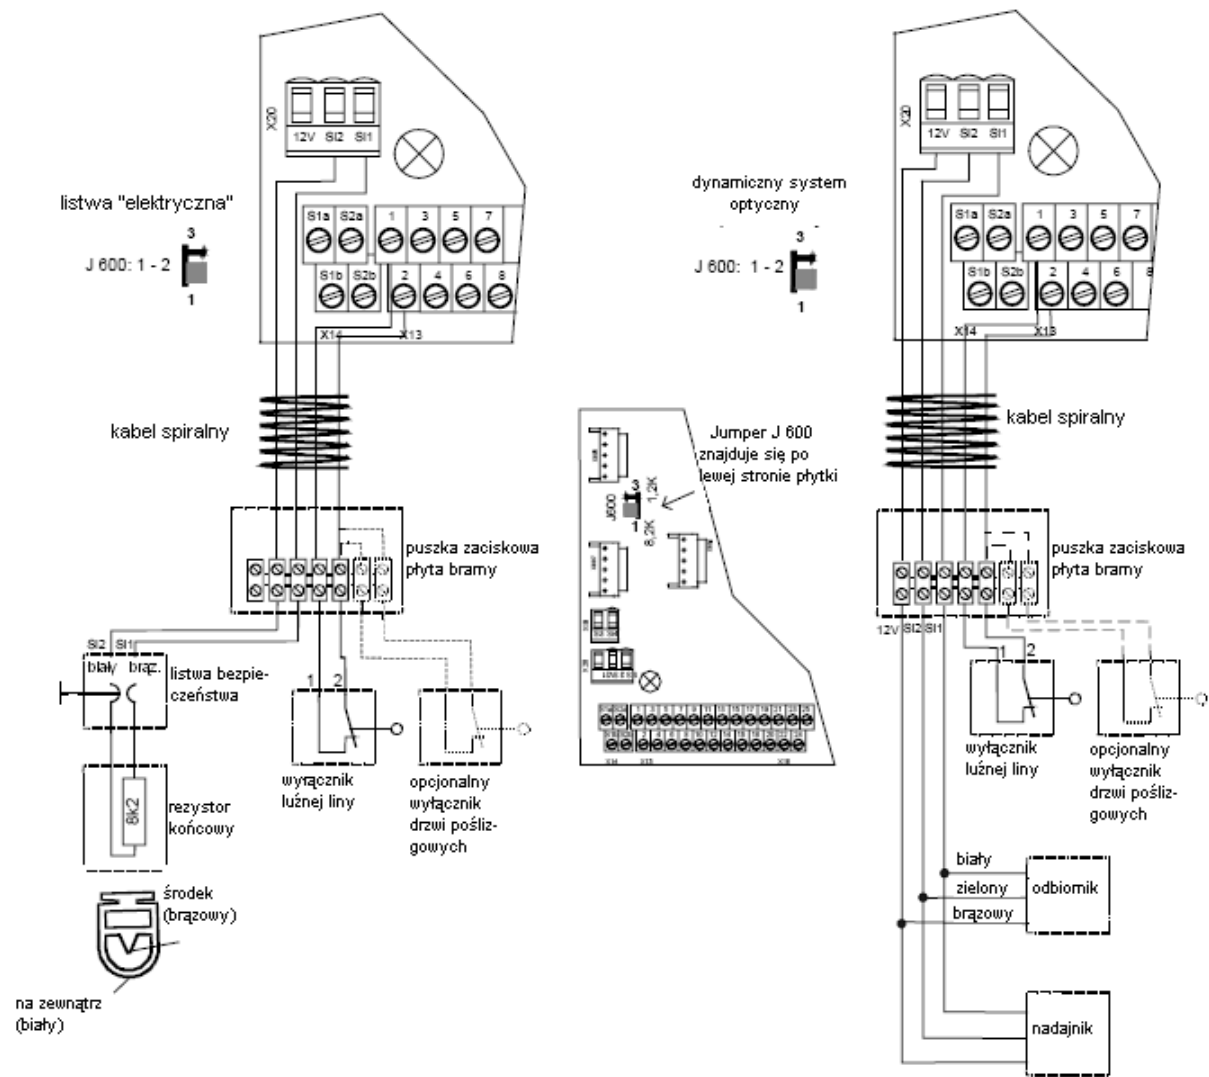 X20
12V SI2 SI1
listwa "elektryczna"
3
J 600: 1 - 2
1
S1a S2a 1 3 5 7
S1b S2b 2 4 6 8
X14 X13
kabel spiralny
puszka zaciskowa
płyta bramy
SI2 SI1
biały brąz.
listwa bezpie-
czeństwa
1 2
wyłącznik
luźnej liny
opcjonalny
wyłącznik
drzwi pośliz-
gowych
8k2
rezystor
końcowy
środek
(brązowy)
na zewnątrz
(biały)
Jumper J 600
znajduje się po
lewej stronie płytki
J600
3
1
1,2K
8,2K
X20
12V SI2 SI1
dynamiczny system
optyczny
3
J 600: 1 - 2
1
S1a S2a 1 3 5 7
S1b S2b 2 4 6 8
X14 X13
kabel spiralny
puszka zaciskowa
płyta bramy
12V SI2 SI1
1 2
wyłącznik
luźnej liny
opcjonalny
wyłącznik
drzwi pośliz-
gowych
biały
zielony
brązowy
odbiornik
nadajnik